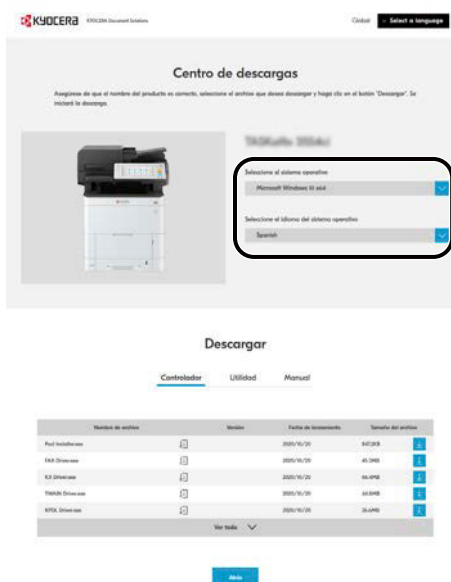 KYOCERA KYOCERA Document Solutions
Global Select a language
Centro de descargas
Asegúrese de que el nombre del producto es correcto, seleccione el archivo que desea descargar y haga clic en el botón "Descargar". Se
iniciará la descarga.
Seleccione el sistema operativo
Microsoft Windows 10 x64
Seleccione el idioma del sistema operativo
Spanish
Descargar
Controlador Utilidad Manual
Nombre de archivo Versión Fecha de lanzamiento Tamaño del archivo
2020/10/20
FAX Driver.exe 2020/10/20
KX Driver.exe 2020/10/20
TWAIN Driver.exe 2020/10/20
KPDL Driver.exe 2020/10/20
Ver todo
Atrás